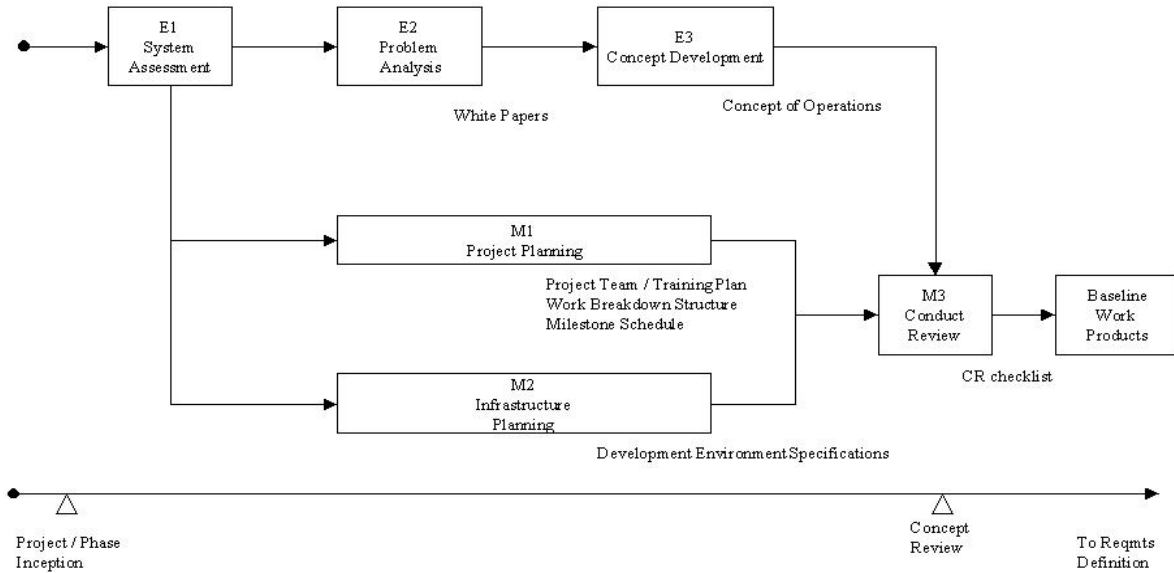 E1
System
Assessment
E2
Problem
Analysis
E3
Concept Development
White Papers
Concept of Operations
M1
Project Planning
Project Team / Training Plan
Work Breakdown Structure
Milestone Schedule
M3
Conduct
Review
Baseline
Work
Products
CR checklist
M2
Infrastructure
Planning
Development Environment Specifications
Project / Phase
Inception
Concept
Review
To Reqmts
Definition